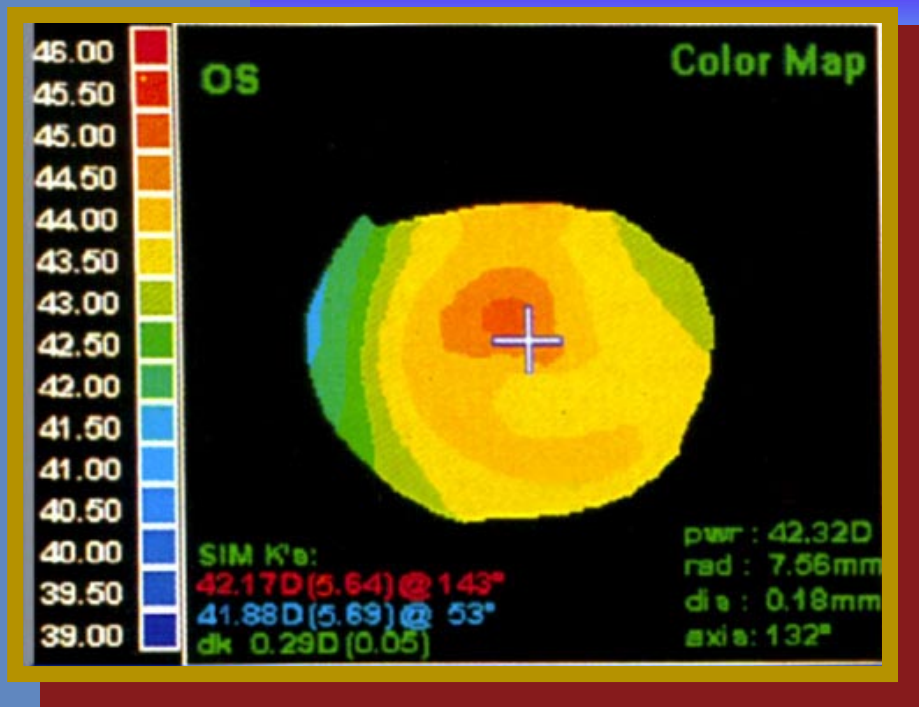 46.00
45.50
45.00
44.50
44.00
43.50
43.00
42.50
42.00
41.50
41.00
40.50
40.00
39.50
39.00
OS
Color Map
SIM K's:
42.17D(5.64)@ 143°
41.88D(5.69)@ 53°
dk 0.29D(0.05)
pwr : 42.32D
rad : 7.56mm
dia : 0.18mm
axis: 132°